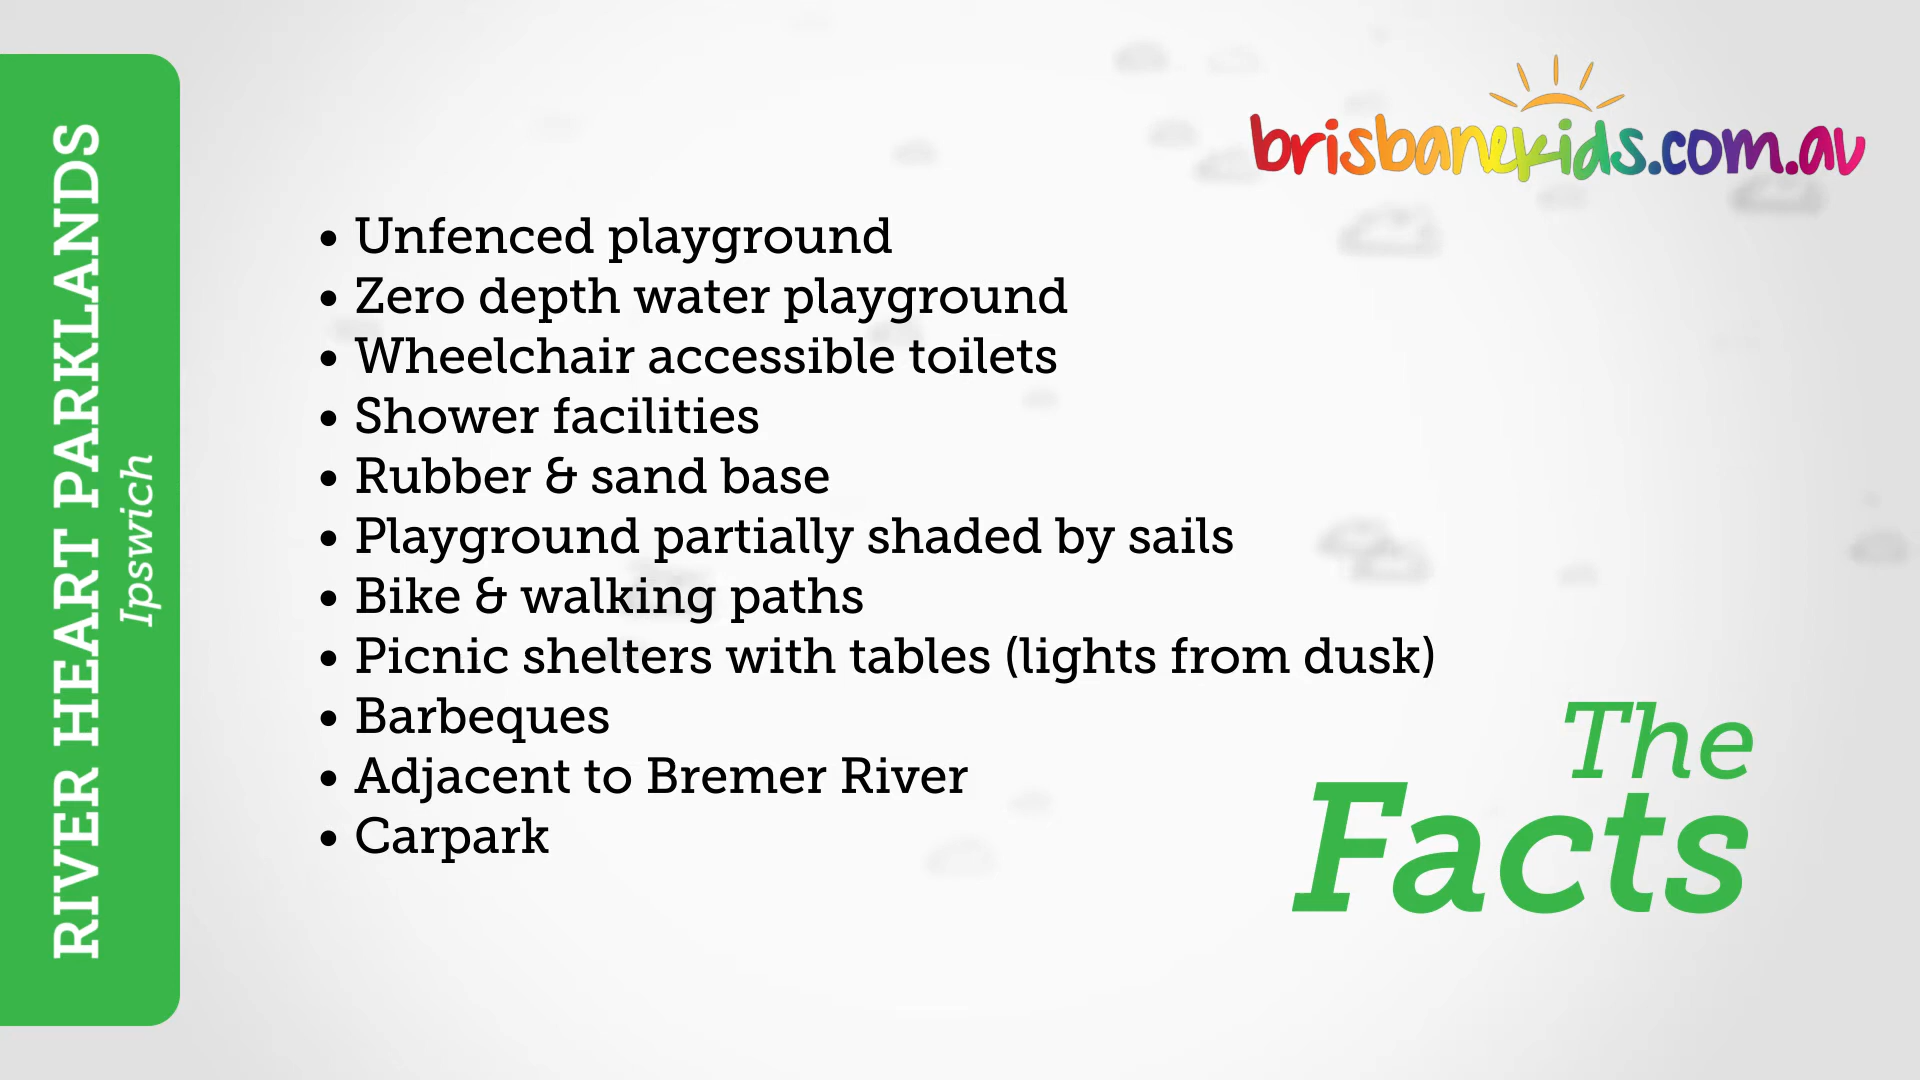 RIVER HEART PARKLANDS
Ipswich
brisbanekids.com.au
• Unfenced playground
• Zero depth water playground
• Wheelchair accessible toilets
• Shower facilities
• Rubber & sand base
• Playground partially shaded by sails
• Bike & walking paths
• Picnic shelters with tables (lights from dusk)
• Barbeques
• Adjacent to Bremer River
• Carpark
The
Facts